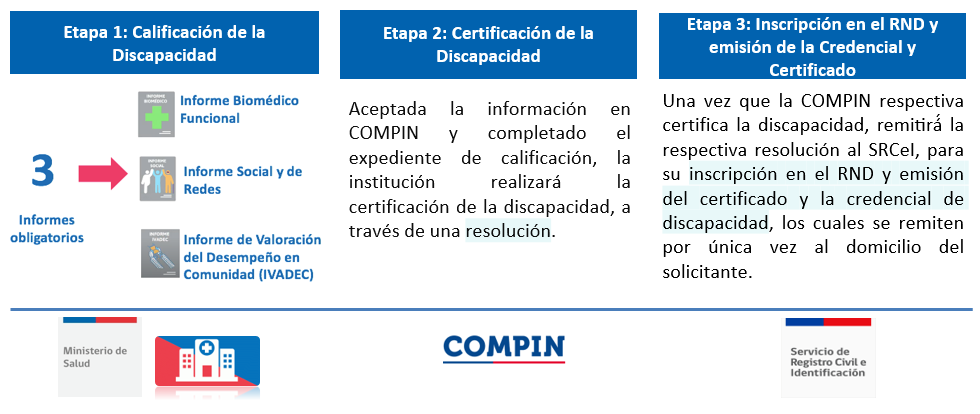 Etapa 1: Calificación de la
Discapacidad
3
Informes
obligatorios
INFORME
BIOMÉDICO
Informe Biomédico
Funcional
INFORME
SOCIAL
Informe Social y de
Redes
INFORME
IVADEC
Informe de Valoración
del Desempeño en
Comunidad (IVADEC)
Etapa 2: Certificación de la
Discapacidad
Aceptada la información en
COMPIN y completado el
expediente de calificación, la
institución realizará la
certificación de la discapacidad, a
través de una resolución.
Etapa 3: Inscripción en el RND y
emisión de la Credencial y
Certificado
Una vez que la COMPIN respectiva
certifica la discapacidad, remitirá la
respectiva resolución al SRCeI, para
su inscripción en el RND y emisión
del certificado y la credencial de
discapacidad, los cuales se remiten
por única vez al domicilio del
solicitante.
Ministerio de
Salud
COMPIN
Servicio de
Registro Civil e
Identificación